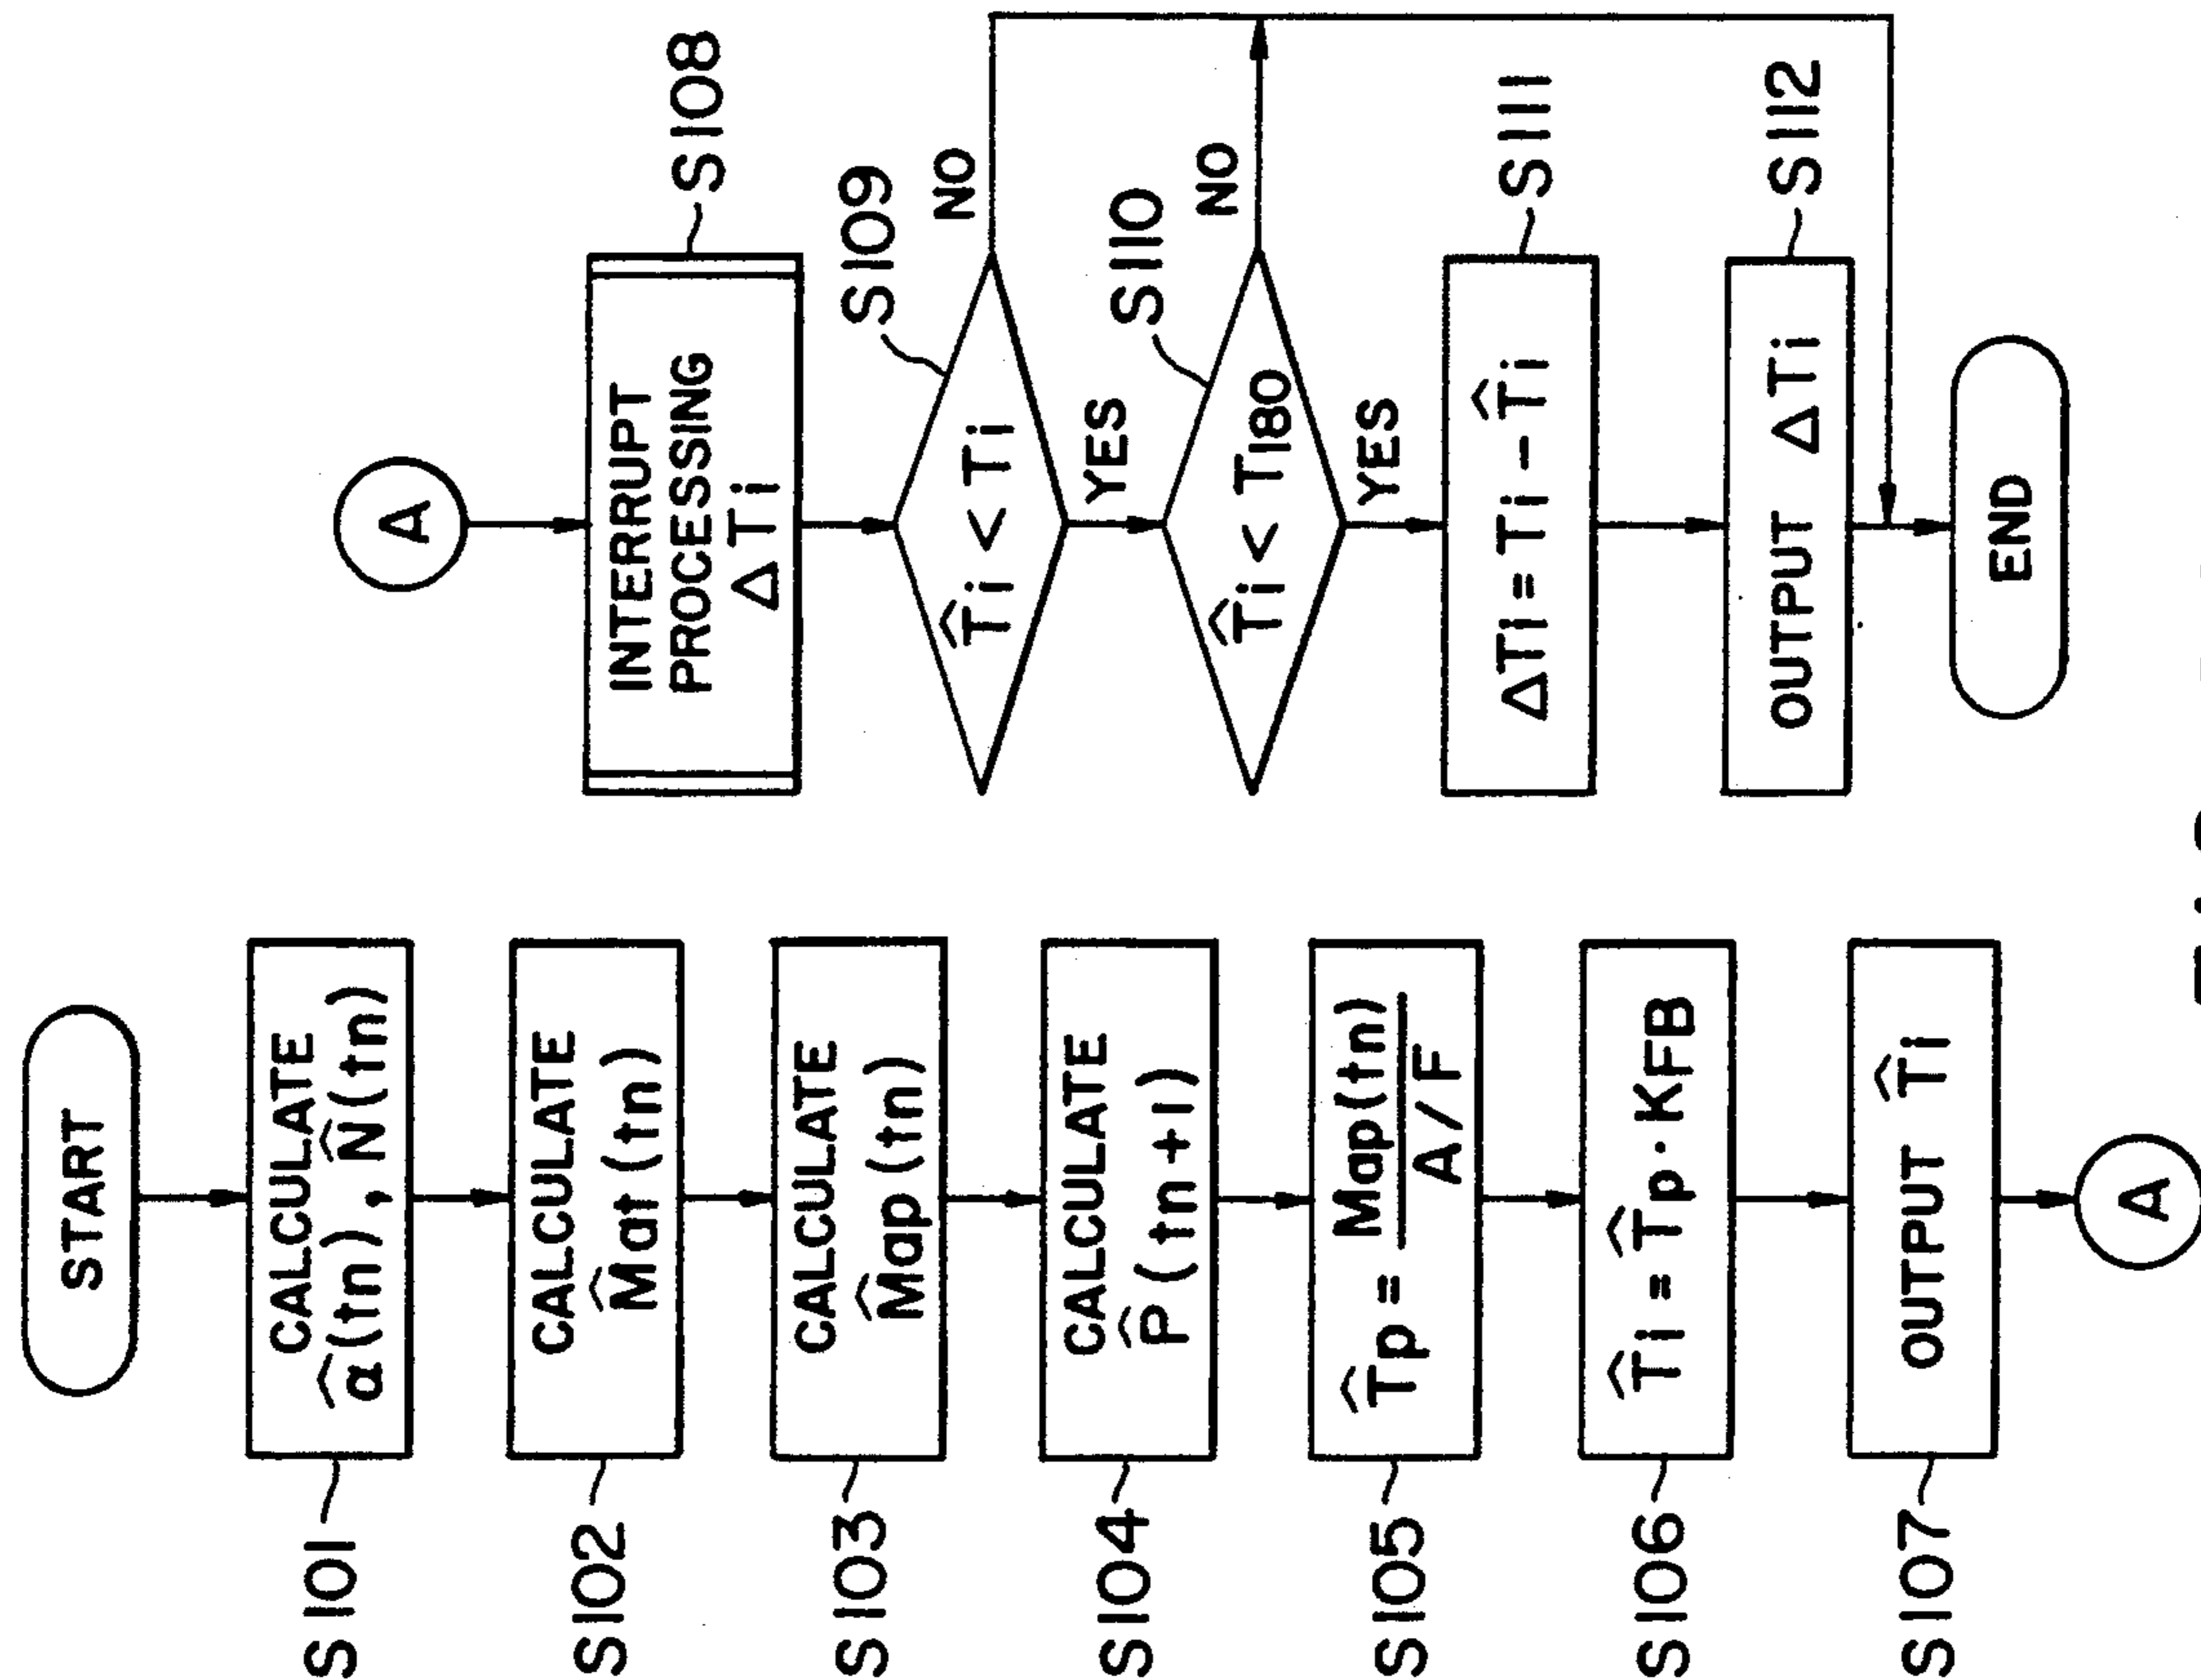 START
S101
CALCULATE
α̂(tn), N̂(tn)
S102
CALCULATE
M̂at(tn)
S103
CALCULATE
M̂ap(tn)
S104
CALCULATE
P̂(tn+1)
S105
T̂p = Map(tn)
A/F
S106
T̂i = T̂p·KFB
S107
OUTPUT T̂i
A
A
INTERRUPT
PROCESSING
ΔTi
S108
S109
T̂i < Ti
NO
YES
S110
T̂i < T180
NO
YES
S111
ΔTi = Ti - T̂i
S112
OUTPUT ΔTi
END